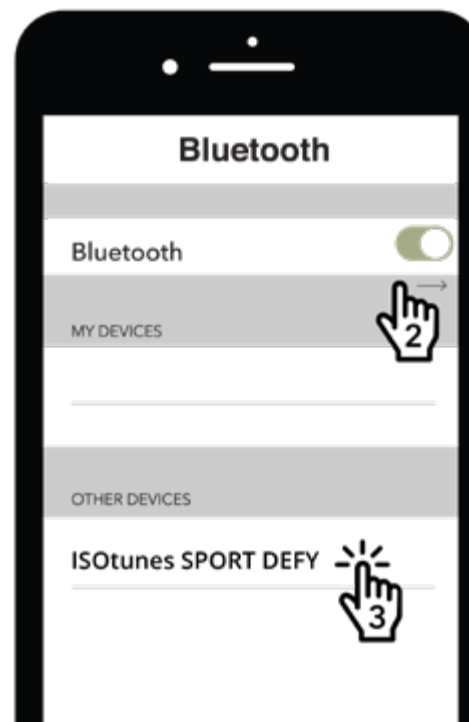 Bluetooth
Bluetooth
2
MY DEVICES
OTHER DEVICES
ISOtunes SPORT DEFY
3